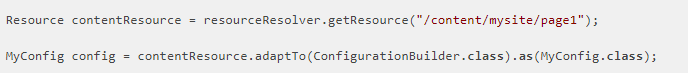 Resource contentResource = resourceResolver.getResource("/content/mysite/page1");
MyConfig config = contentResource.adaptTo(ConfigurationBuilder.class).as(MyConfig.class);